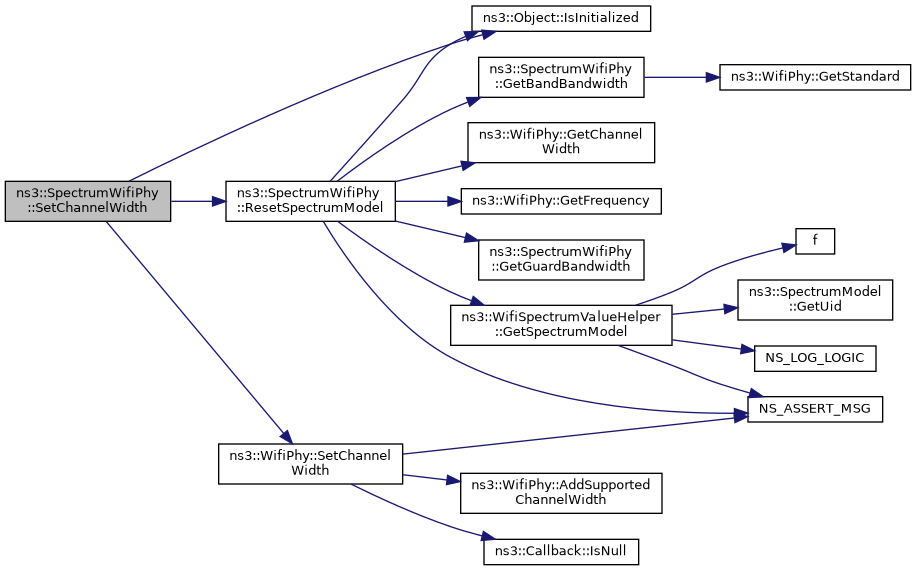 ns3::SpectrumWifiPhy
::SetChannelWidth
ns3::Object::IsInitialized
ns3::SpectrumWifiPhy
::ResetSpectrumModel
ns3::SpectrumWifiPhy
::GetBandBandwidth
ns3::WifiPhy::GetStandard
ns3::WifiPhy::GetChannel
Width
ns3::WifiPhy::GetFrequency
ns3::SpectrumWifiPhy
::GetGuardBandwidth
ns3::WifiSpectrumValueHelper
::GetSpectrumModel
f
ns3::SpectrumModel
::GetUid
NS_LOG_LOGIC
NS_ASSERT_MSG
ns3::WifiPhy::SetChannel
Width
ns3::WifiPhy::AddSupported
ChannelWidth
ns3::Callback::IsNull